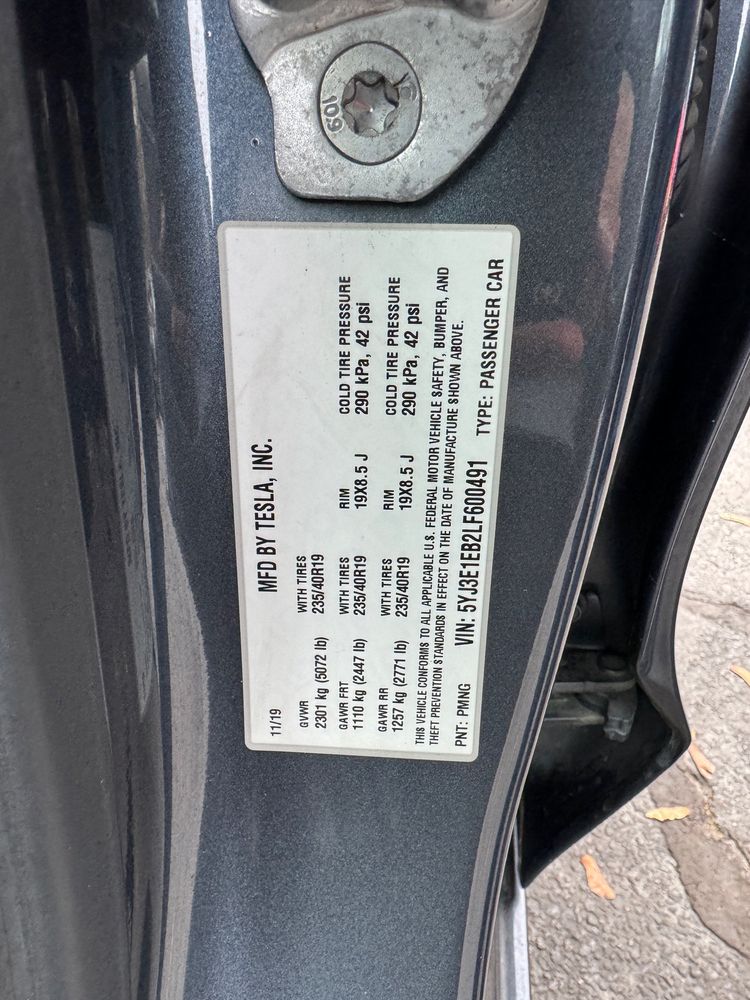 601
MFD BY TESLA, INC.
11/19
GVWR WITH TIRES
2301 kg (5072 lb) 235/40R19
GAWR FRT WITH TIRES RIM COLD TIRE PRESSURE
1110 kg (2447 lb) 235/40R19 19X8.5 J 290 kPa, 42 psi
GAWR RR WITH TIRES RIM COLD TIRE PRESSURE
1257 kg (2771 lb) 235/40R19 19X8.5 J 290 kPa, 42 psi
THIS VEHICLE CONFORMS TO ALL APPLICABLE U.S. FEDERAL MOTOR VEHICLE SAFETY, BUMPER, AND
THEFT PREVENTION STANDARDS IN EFFECT ON THE DATE OF MANUFACTURE SHOWN ABOVE.
PNT: PMNG VIN: 5YJ3E1EB2LF600491 TYPE: PASSENGER CAR